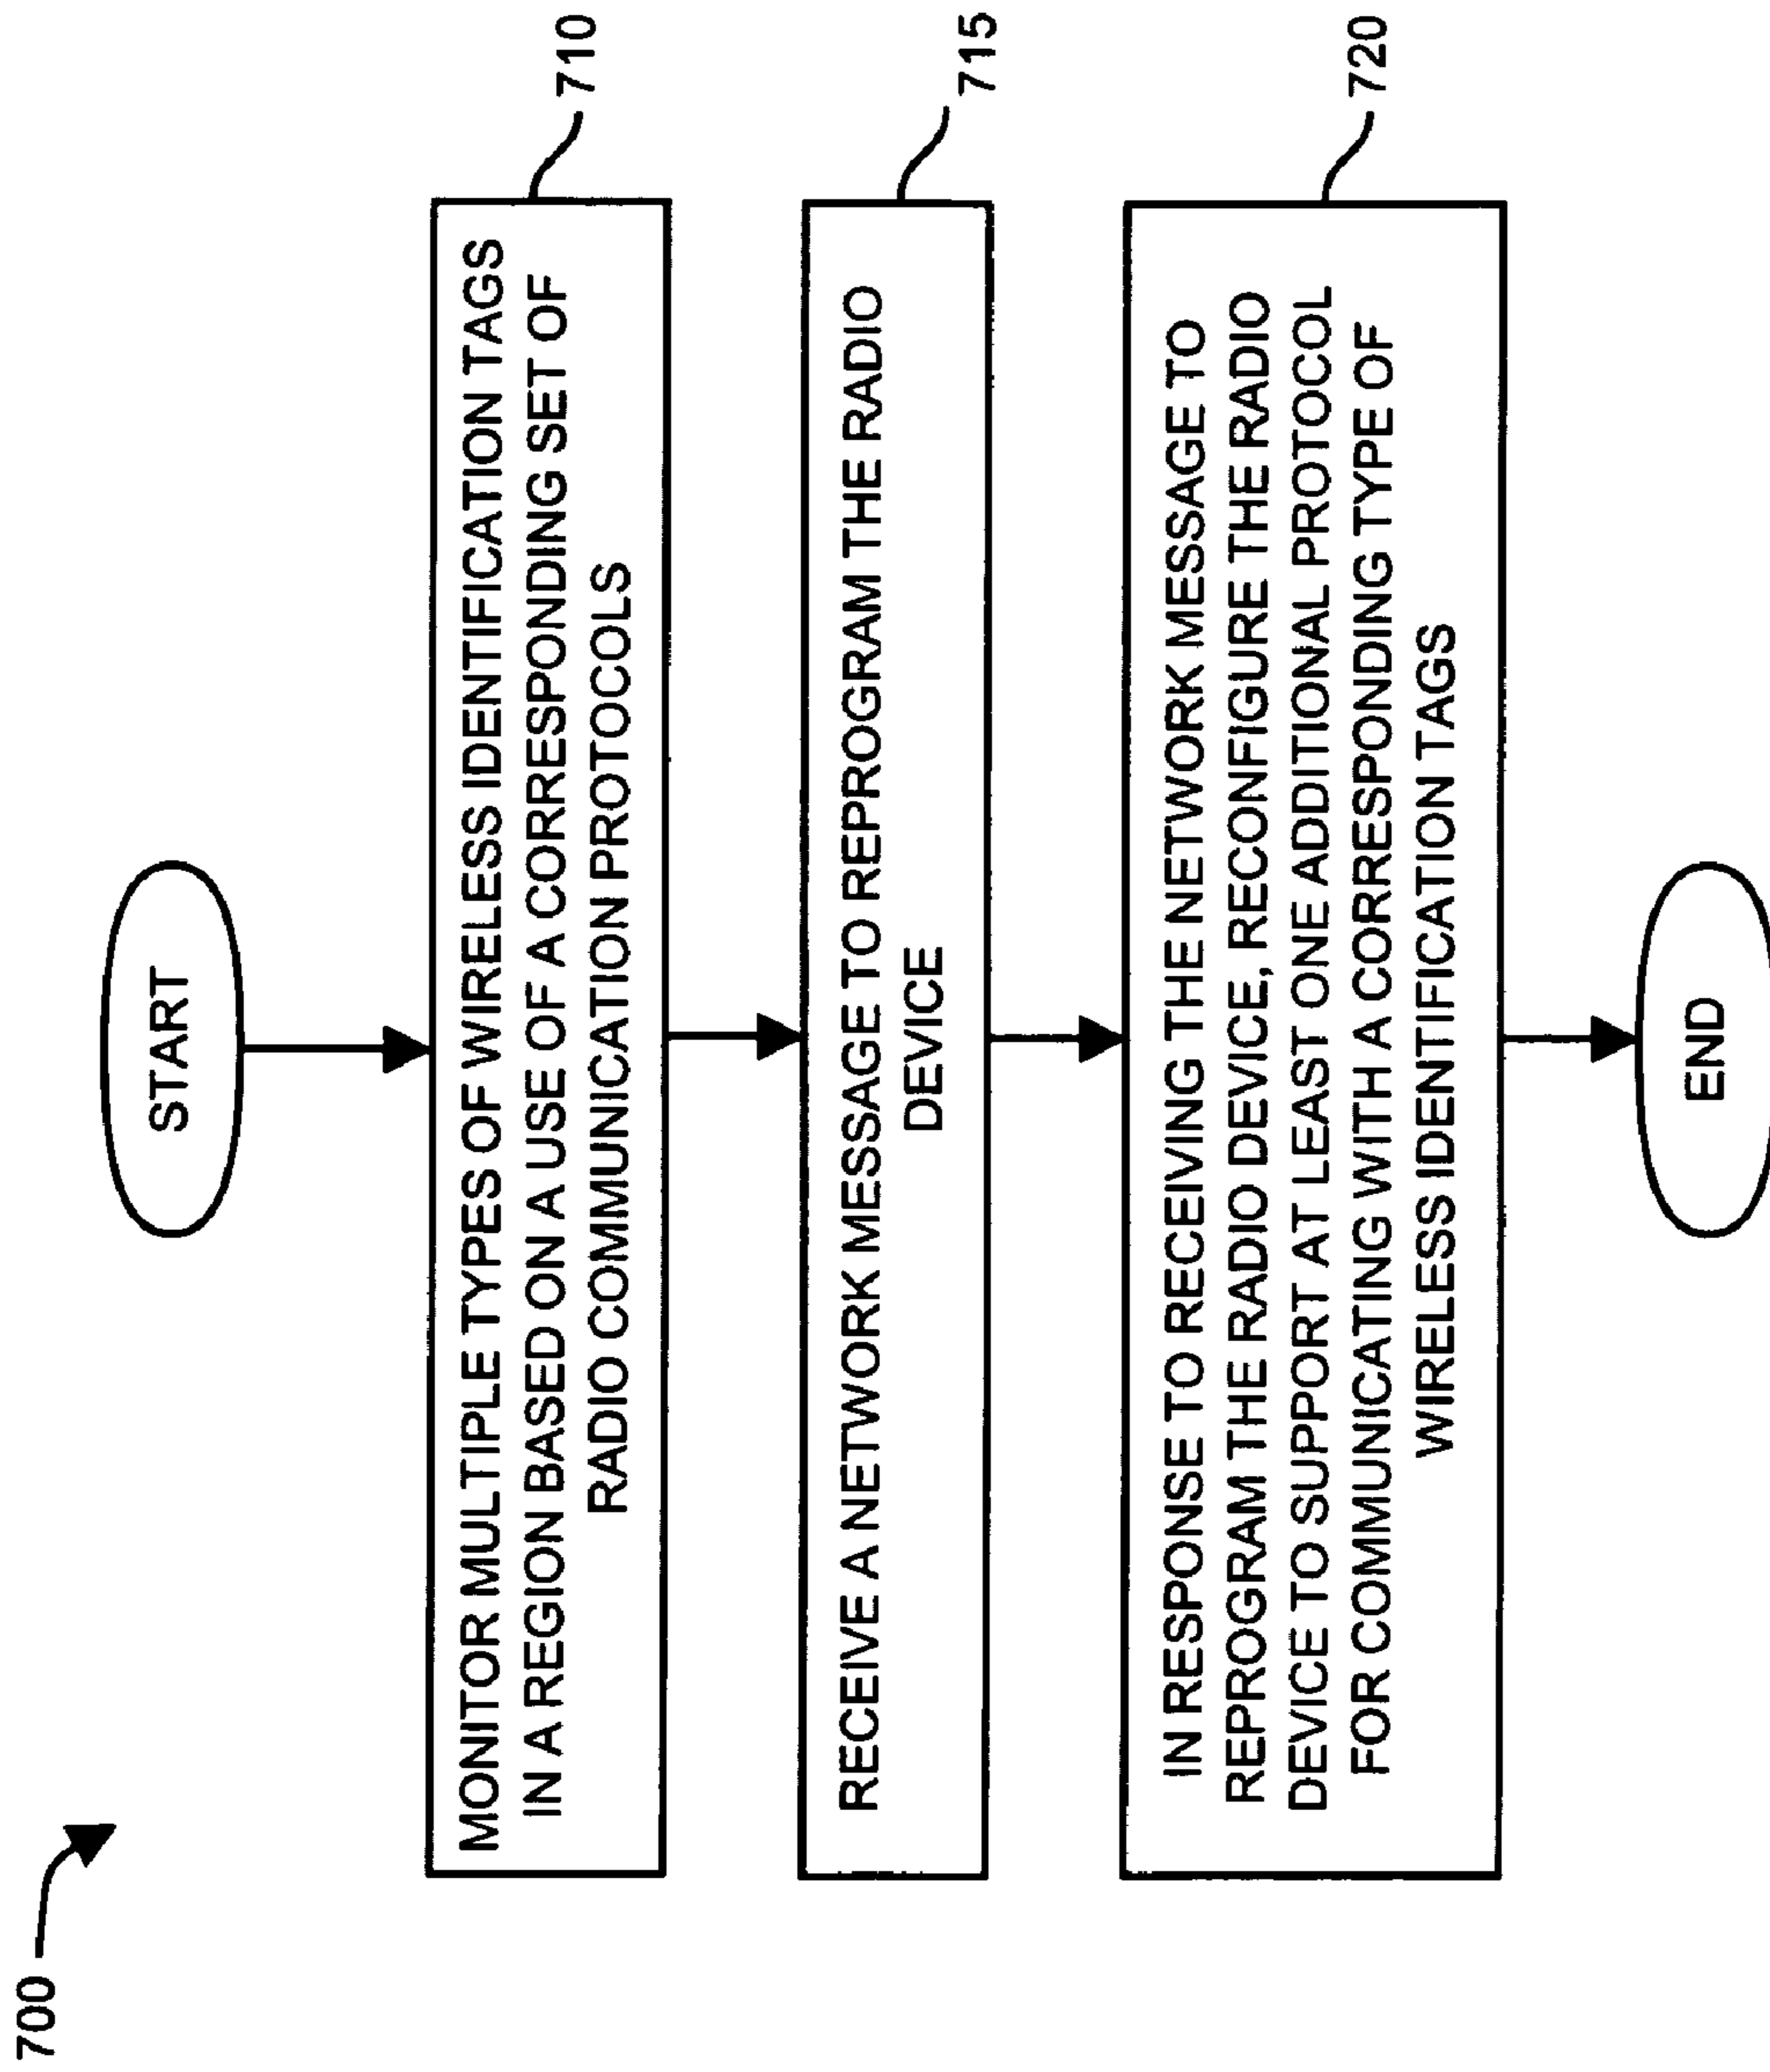 700
START
MONITOR MULTIPLE TYPES OF WIRELESS IDENTIFICATION TAGS
IN A REGION BASED ON A USE OF A CORRESPONDING SET OF
RADIO COMMUNICATION PROTOCOLS
710
RECEIVE A NETWORK MESSAGE TO REPROGRAM THE RADIO
DEVICE
715
IN RESPONSE TO RECEIVING THE NETWORK MESSAGE TO
REPROGRAM THE RADIO DEVICE, RECONFIGURE THE RADIO
DEVICE TO SUPPORT AT LEAST ONE ADDITIONAL PROTOCOL
FOR COMMUNICATING WITH A CORRESPONDING TYPE OF
WIRELESS IDENTIFICATION TAGS
720
END